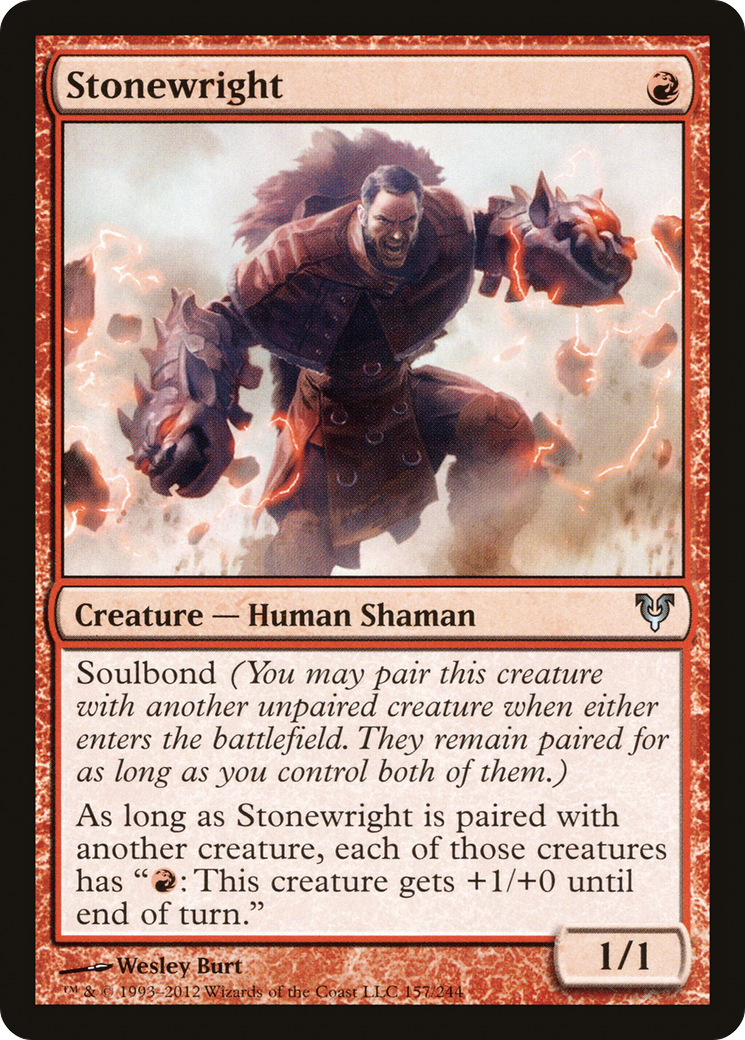 Stonewright
Creature — Human Shaman
Soulbond (You may pair this creature
with another unpaired creature when either
enters the battlefield. They remain paired for
as long as you control both of them.)
As long as Stonewright is paired with
another creature, each of those creatures
has “: This creature gets +1/+0 until
end of turn.”
1/1
Wesley Burt
™ & © 1993–2012 Wizards of the Coast LLC 157/244